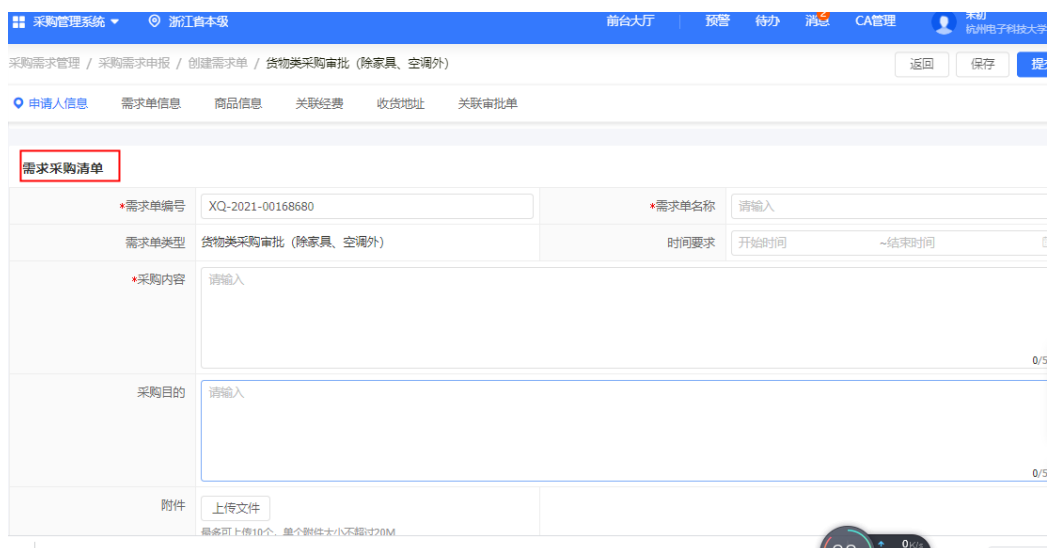 采购管理系统 浙江省本级 前台大厅 预警 待办 消息 2 CA管理
杭州电子科技大学
采购需求管理 / 采购需求申报 / 创建需求单 / 货物类采购审批（除家具、空调外） 返回 保存 提交
申请人信息 需求单信息 商品信息 关联经费 收货地址 关联审批单
需求采购清单
*需求单编号 XQ-2021-00168680 *需求单名称 请输入
需求单类型 货物类采购审批（除家具、空调外） 时间要求 开始时间 ~结束时间
*采购内容 请输入
0/5
采购目的 请输入
0/5
附件 上传文件
最多可上传10个，单个附件大小不超过20M
0K/s